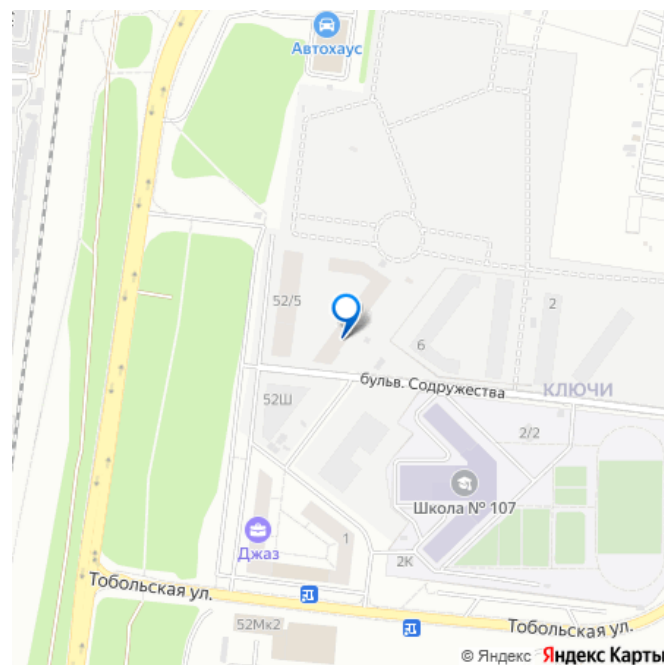 Автохаус
52/5
2
6
бульв. Содружества
КЛЮЧИ
52Ш
2/2
Школа № 107
Джаз
1
2К
Тобольская ул.
52Мк2
Тобольская ул.
© Яндекс Яндекс Карты